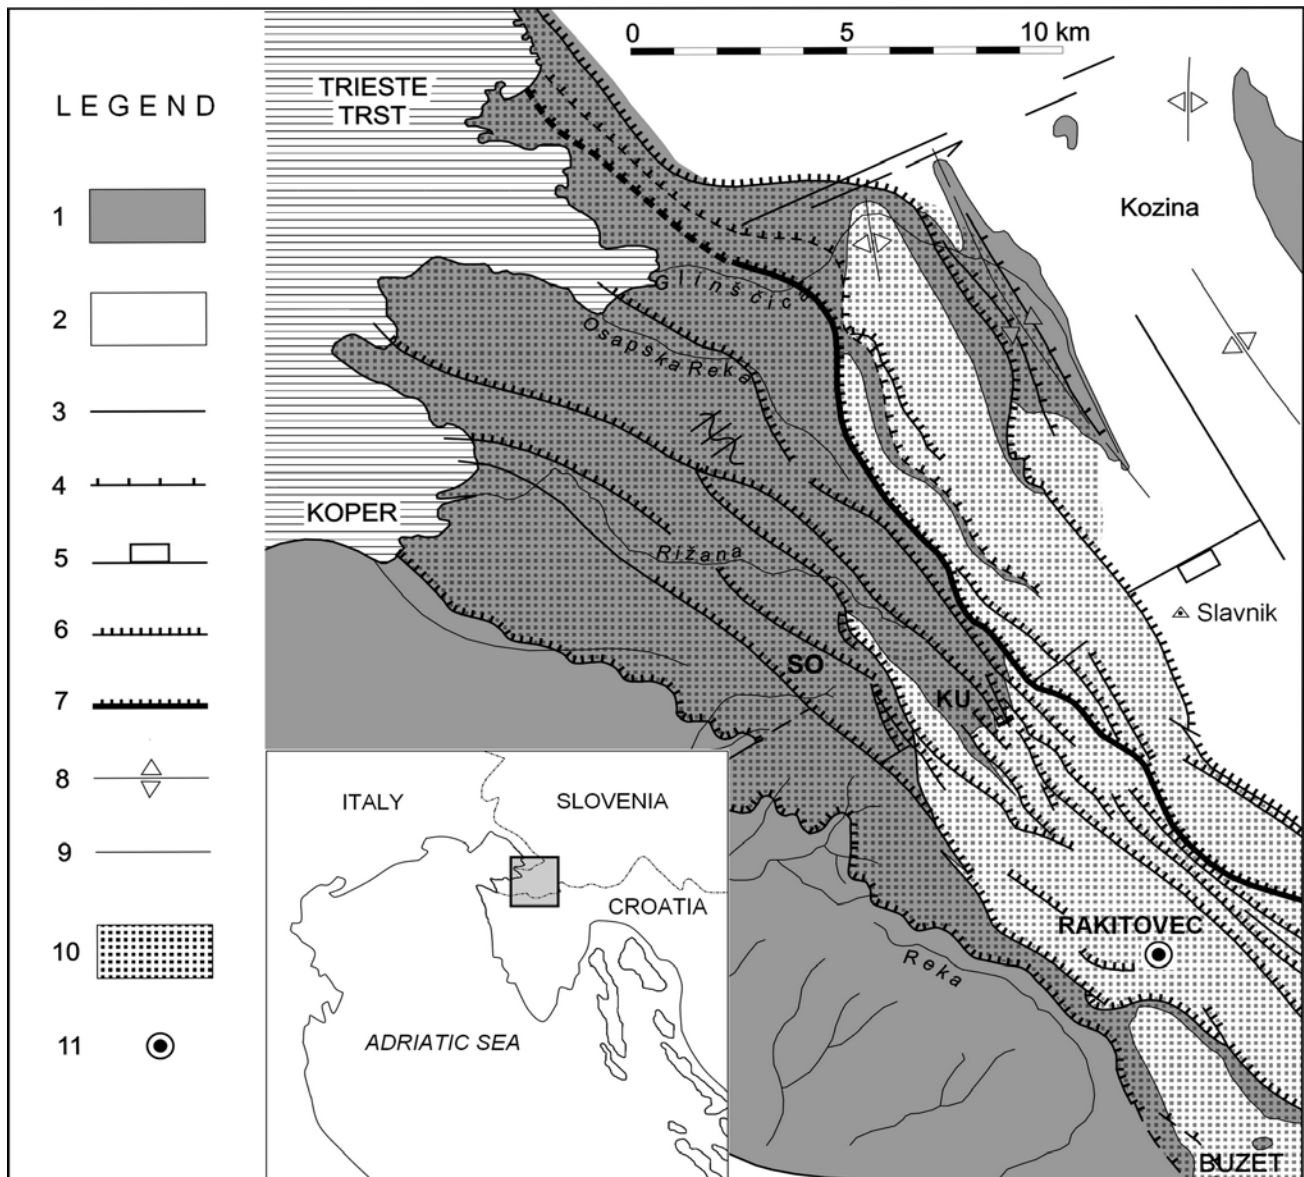 0 5 10 km
TRIESTE
TRST
LEGEND
1
2
3
4
5
6
7
8
9
10
11
Kozina
Glinščica
Osapška Reka
KOPER
Rižana
Slavnik
SO
KU
ITALY
SLOVENIA
CROATIA
ADRIATIC SEA
RAKITOVEC
Reka
BUZET